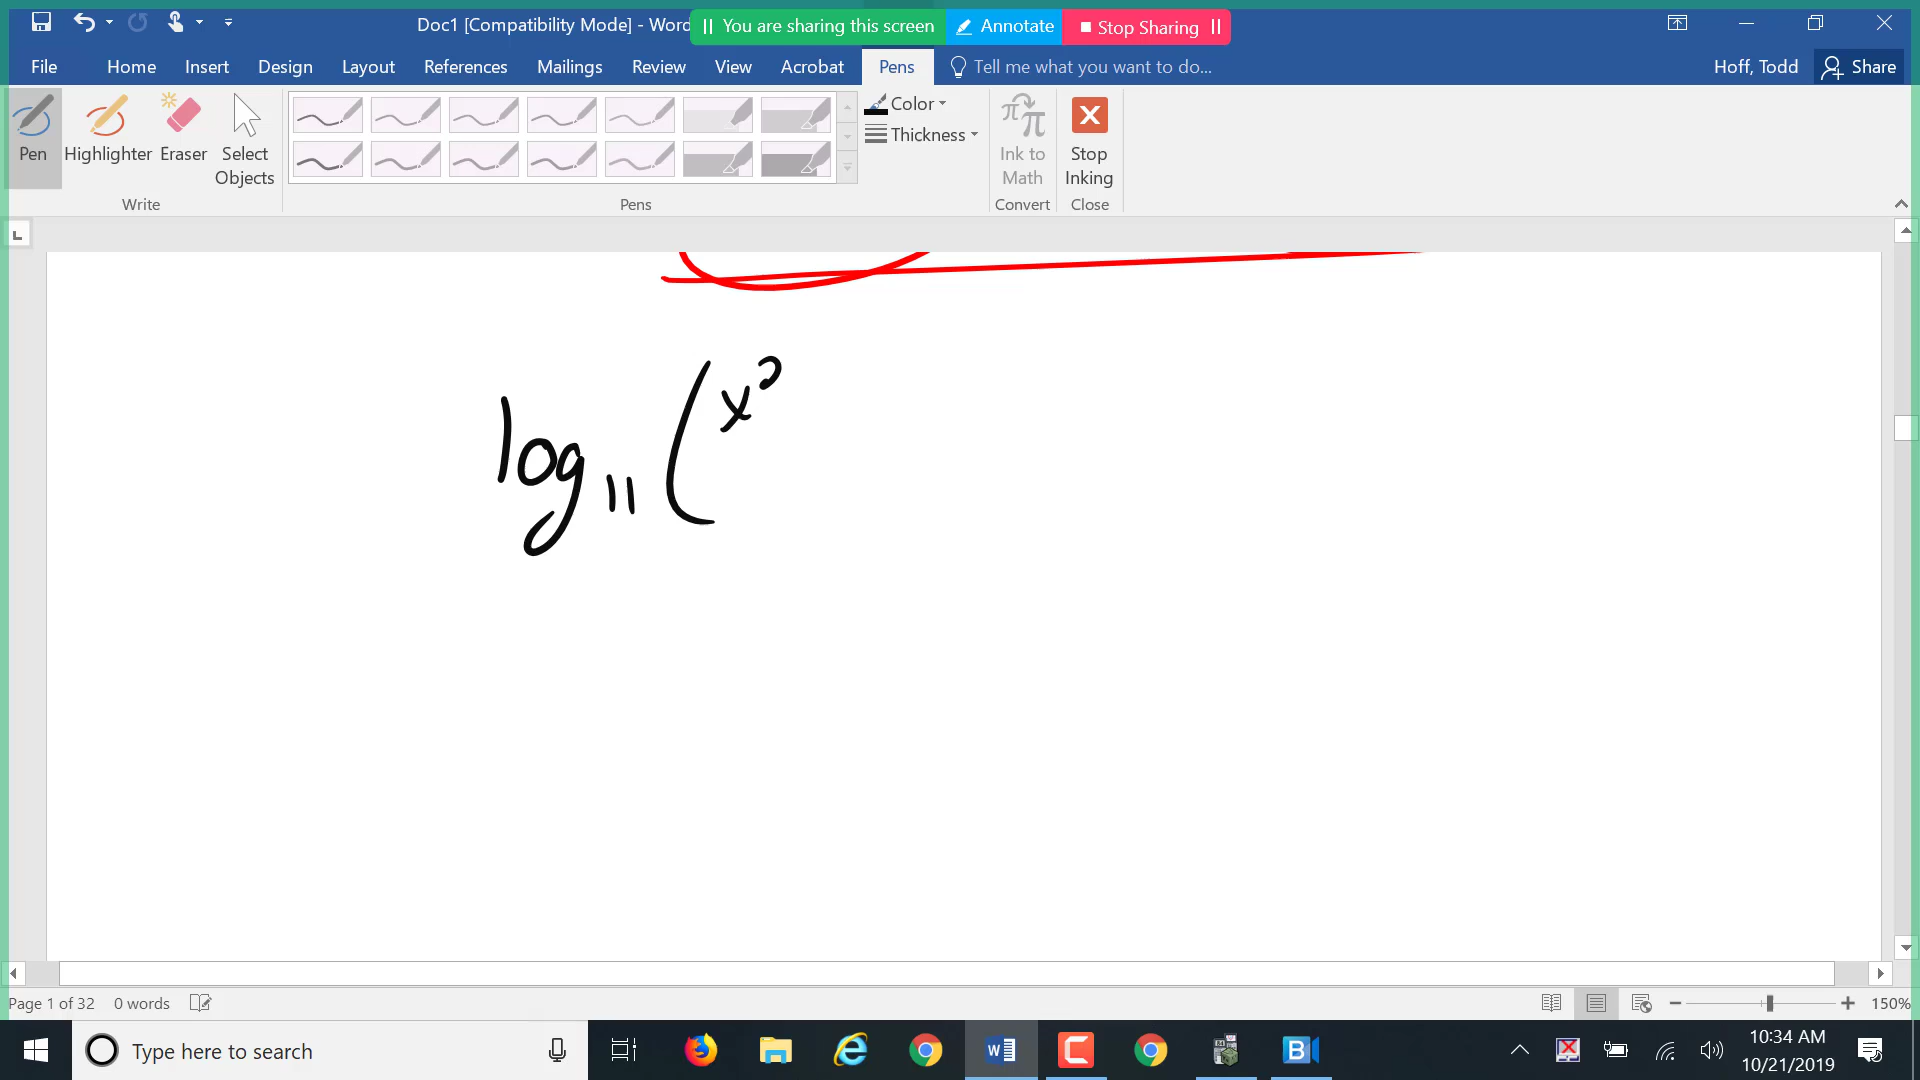 Doc1 [Compatibility Mode] - Word
You are sharing this screen
Annotate
Stop Sharing
File Home Insert Design Layout References Mailings Review View Acrobat Pens Tell me what you want to do... Hoff, Todd Share
Pen Highlighter Eraser Select Objects
Color
Thickness
Ink to Math
Stop Inking
Write Pens Convert Close
log₁₁ (x²
Page 1 of 32 0 words 150%
Type here to search
10:34 AM
10/21/2019